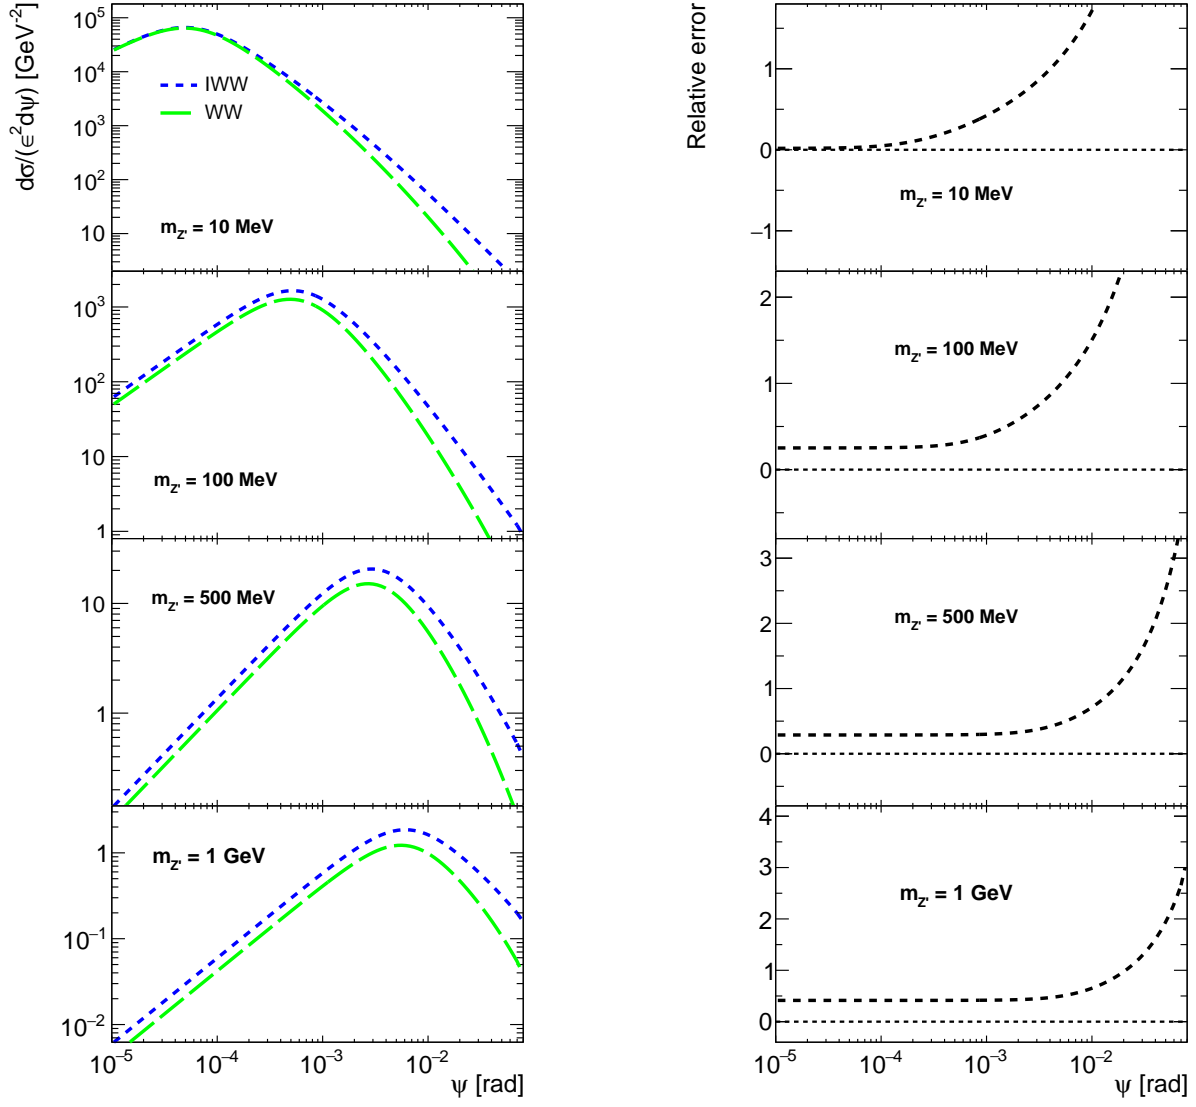 dσ/(ϵ²dψ) [GeV⁻²]
10⁵
10⁴
10³
10²
10
IWW
WW
m_Z' = 10 MeV
10³
10²
10
1
m_Z' = 100 MeV
10
1
m_Z' = 500 MeV
1
10⁻¹
10⁻²
m_Z' = 1 GeV
10⁻⁵ 10⁻⁴ 10⁻³ 10⁻²
ψ [rad]
Relative error
1
0
−1
m_Z' = 10 MeV
2
1
0
m_Z' = 100 MeV
3
2
1
0
m_Z' = 500 MeV
4
3
2
1
0
m_Z' = 1 GeV
10⁻⁵ 10⁻⁴ 10⁻³ 10⁻²
ψ [rad]